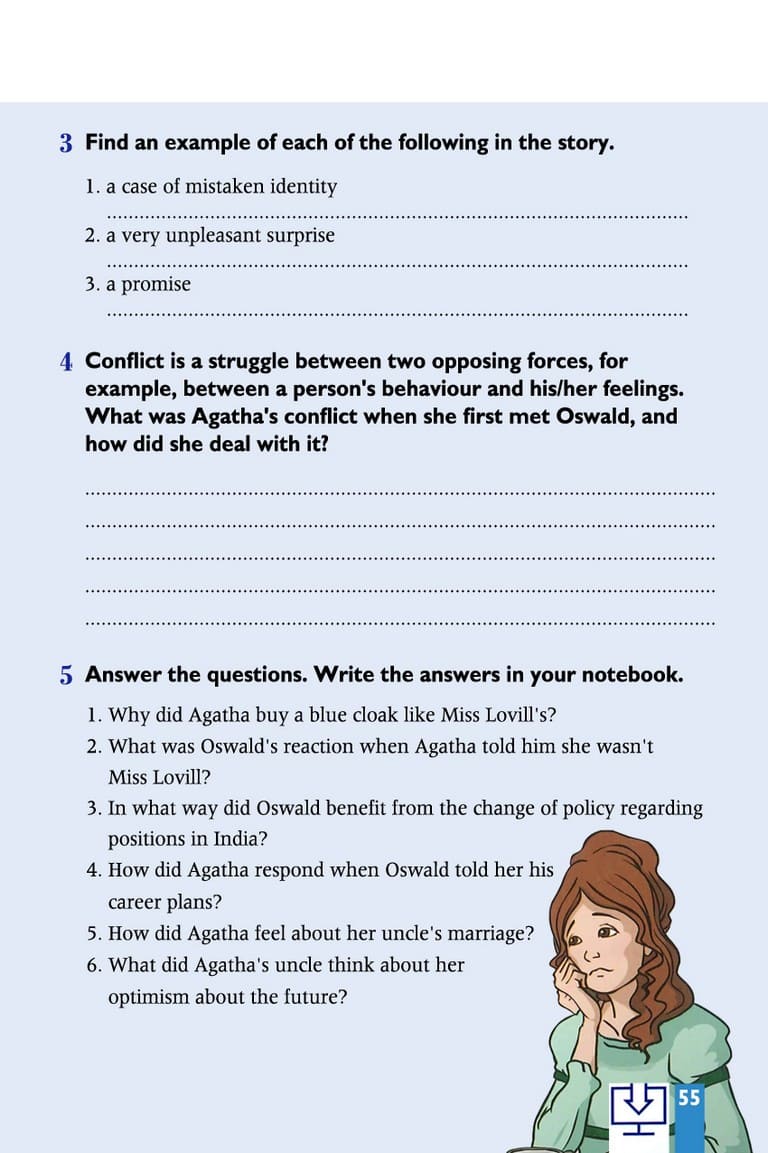 3 Find an example of each of the following in the story.
1. a case of mistaken identity
2. a very unpleasant surprise
3. a promise
4 Conflict is a struggle between two opposing forces, for
example, between a person's behaviour and his/her feelings.
What was Agatha's conflict when she first met Oswald, and
how did she deal with it?
5 Answer the questions. Write the answers in your notebook.
1. Why did Agatha buy a blue cloak like Miss Lovill's?
2. What was Oswald's reaction when Agatha told him she wasn't
Miss Lovill?
3. In what way did Oswald benefit from the change of policy regarding
positions in India?
4. How did Agatha respond when Oswald told her his
career plans?
5. How did Agatha feel about her uncle's marriage?
6. What did Agatha's uncle think about her
optimism about the future?
55